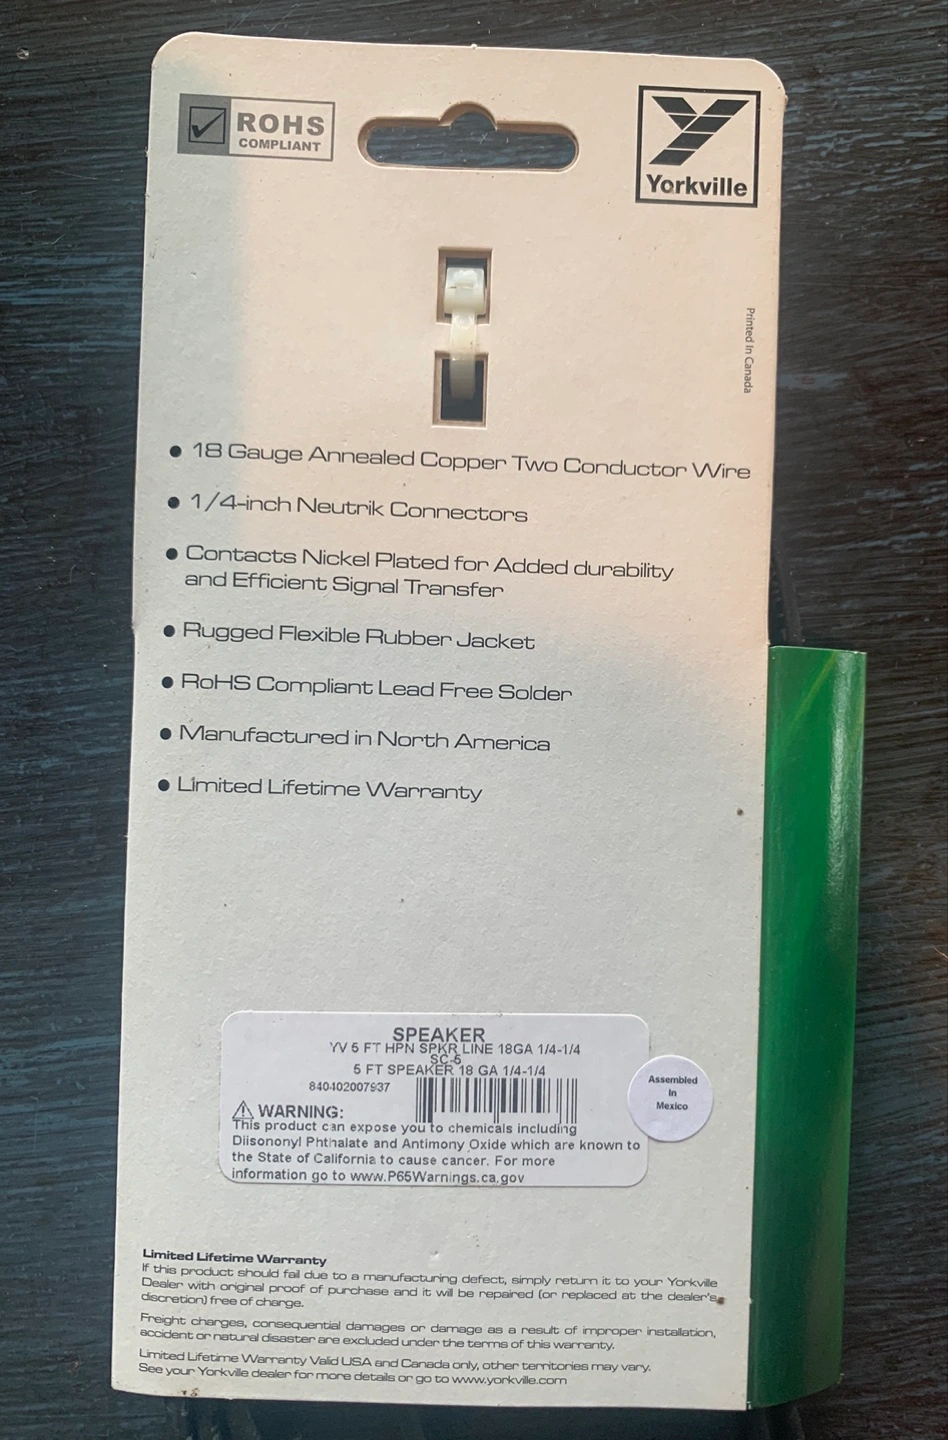 ROHS
COMPLIANT
Yorkville
Printed In Canada
• 18 Gauge Annealed Copper Two Conductor Wire
• 1/4-inch Neutrik Connectors
• Contacts Nickel Plated for Added durability
and Efficient Signal Transfer
• Rugged Flexible Rubber Jacket
• RoHS Compliant Lead Free Solder
• Manufactured in North America
• Limited Lifetime Warranty
SPEAKER
YV 5 FT HPN SPKR LINE 18GA 1/4-1/4
SC-5
5 FT SPEAKER 18 GA 1/4-1/4
840402007937
WARNING:
This product can expose you to chemicals including
Diisononyl Phthalate and Antimony Oxide which are known to
the State of California to cause cancer. For more
information go to www.P65Warnings.ca.gov
Assembled
In
Mexico
Limited Lifetime Warranty
If this product should fail due to a manufacturing defect, simply return it to your Yorkville
Dealer with original proof of purchase and it will be repaired (or replaced at the dealer's
discretion) free of charge.
Freight charges, consequential damages or damage as a result of improper installation,
accident or natural disaster are excluded under the terms of this warranty.
Limited Lifetime Warranty Valid USA and Canada only, other territories may vary.
See your Yorkville dealer for more details or go to www.yorkville.com